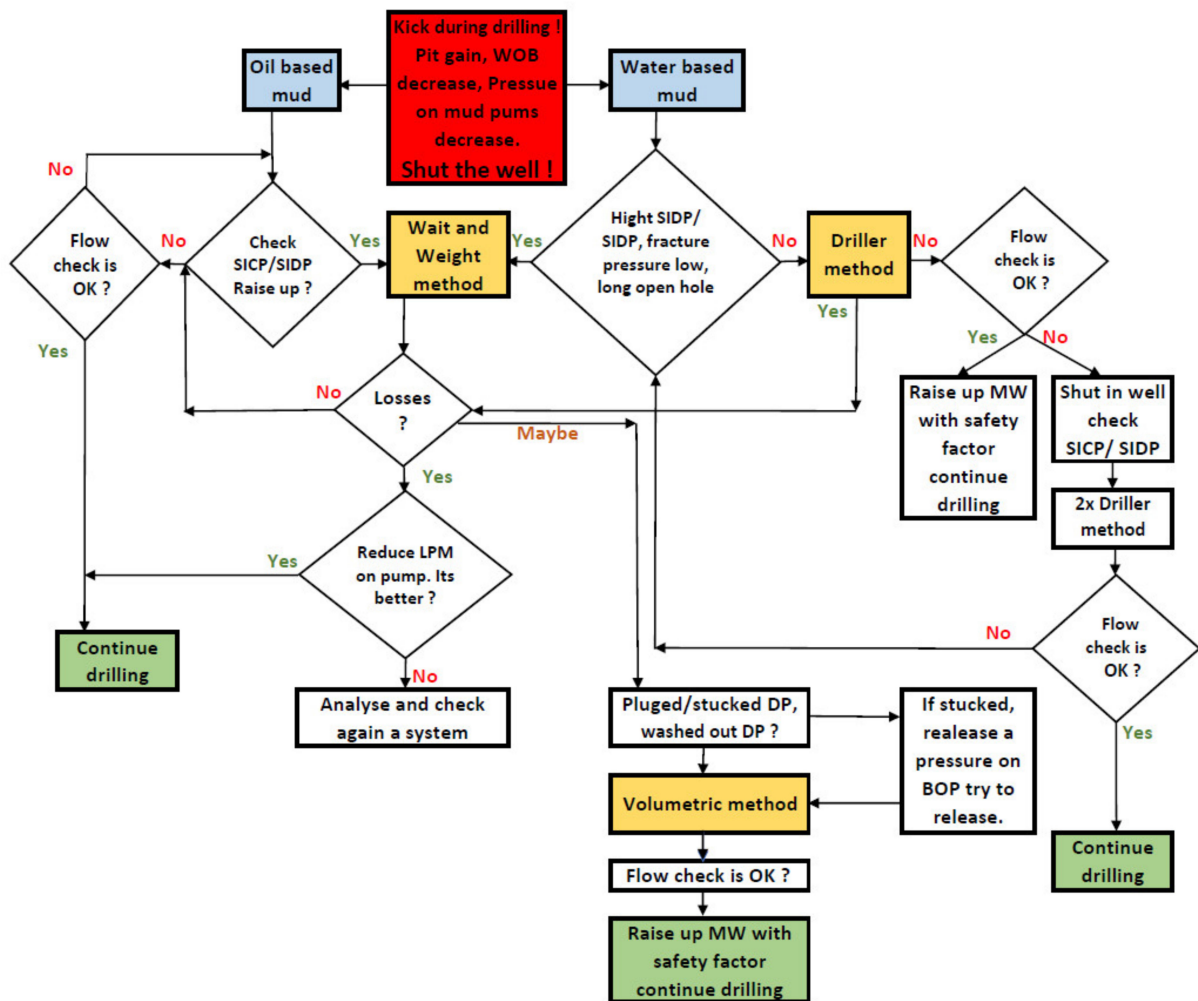 Kick during drilling !
Pit gain, WOB
decrease, Pressue
on mud pums
decrease.
Shut the well !
Oil based
mud
Water based
mud
No
Flow
check is
OK ?
No
Check
SICP/SIDP
Raise up ?
Yes
Wait and
Weight
method
Yes
Hight SIDP/
SIDP, fracture
pressure low,
long open hole
No
Driller
method
No
Flow
check is
OK ?
Yes
Yes
Yes
No
Raise up MW
with safety
factor
continue
drilling
Shut in well
check
SICP/ SIDP
2x Driller
method
No
Losses
?
Maybe
Yes
Reduce LPM
on pump. Its
better ?
Yes
No
Continue
drilling
Analyse and check
again a system
No
Flow
check is
OK ?
Yes
Pluged/stucked DP,
washed out DP ?
If stucked,
realease a
pressure on
BOP try to
release.
Volumetric method
Flow check is OK ?
Continue
drilling
Raise up MW with
safety factor
continue drilling